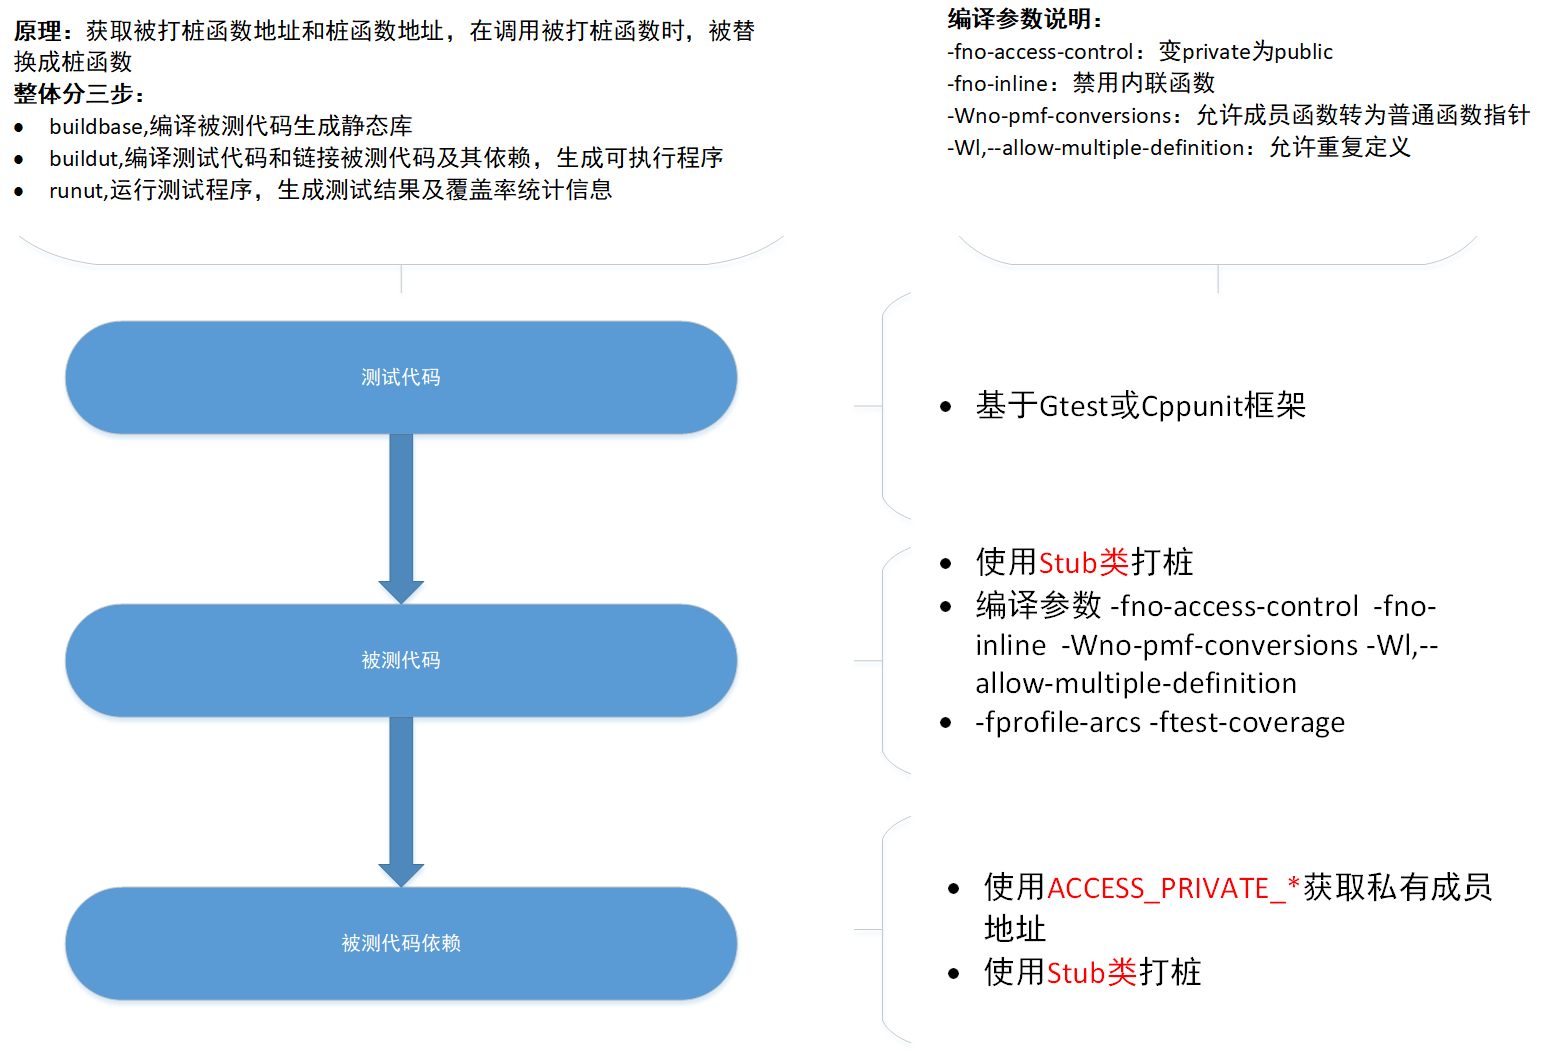 原理：获取被打桩函数地址和桩函数地址，在调用被打桩函数时，被替
换成桩函数
整体分三步：
• buildbase,编译被测代码生成静态库
• buildut,编译测试代码和链接被测代码及其依赖，生成可执行程序
• runut,运行测试程序，生成测试结果及覆盖率统计信息
编译参数说明：
-fno-access-control：变private为public
-fno-inline：禁用内联函数
-Wno-pmf-conversions：允许成员函数转为普通函数指针
-Wl,--allow-multiple-definition：允许重复定义
测试代码
• 基于Gtest或Cppunit框架
被测代码
• 使用Stub类打桩
• 编译参数 -fno-access-control -fno-
inline -Wno-pmf-conversions -Wl,--
allow-multiple-definition
• -fprofile-arcs -ftest-coverage
被测代码依赖
• 使用ACCESS_PRIVATE_*获取私有成员
地址
• 使用Stub类打桩